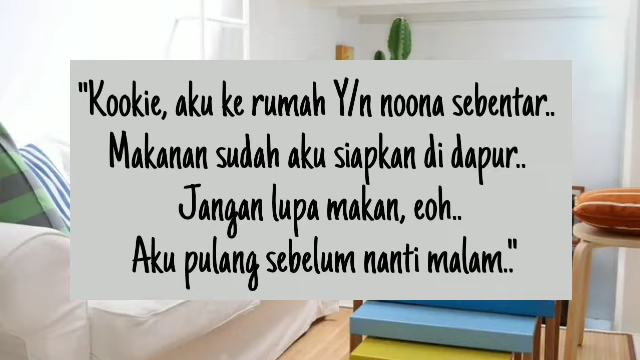 "Kookie, aku ke rumah Y/n noona sebentar..
Makanan sudah aku siapkan di dapur..
Jangan lupa makan, eoh..
Aku pulang sebelum nanti malam.."